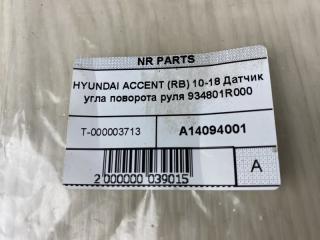 NR PARTS
HYUNDAI ACCENT (RB) 10-18 Датчик
угла поворота руля 934801R000
T-000003713
A14094001
2 000000 039015
A